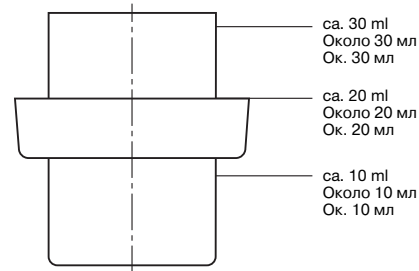 ca. 30 ml
Около 30 мл
Ок. 30 мл
ca. 20 ml
Около 20 мл
Ок. 20 мл
ca. 10 ml
Около 10 мл
Ок. 10 мл